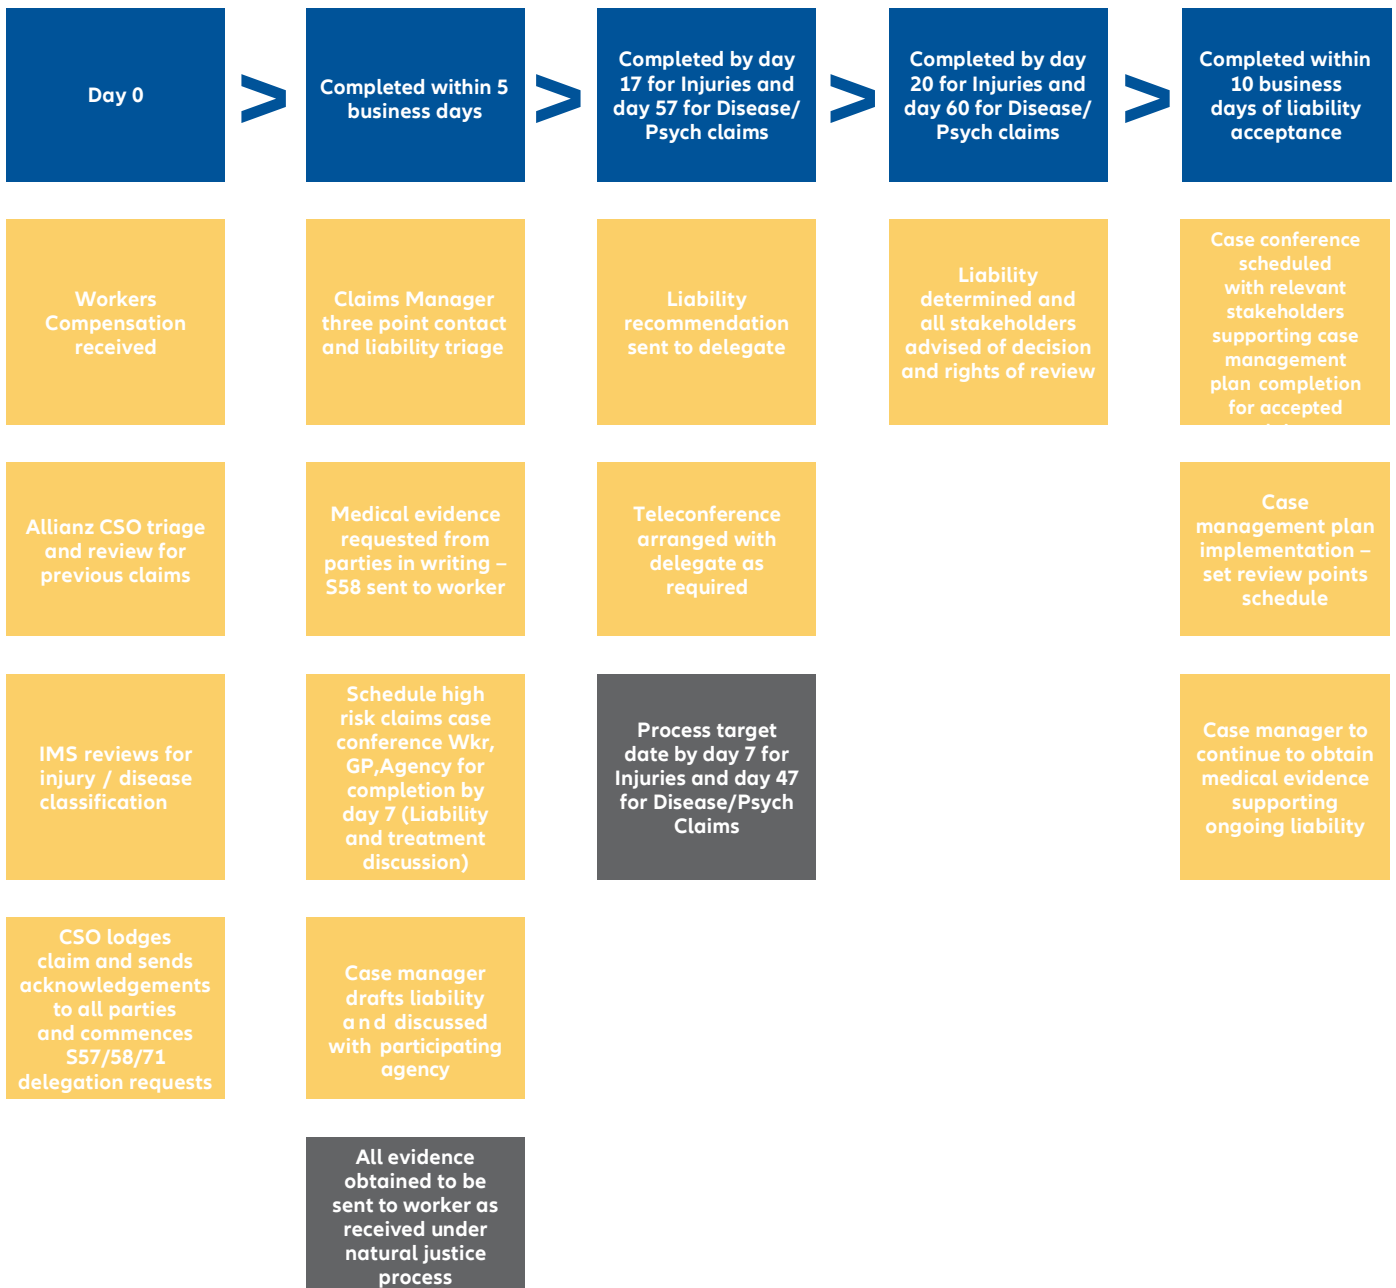 Day 0
>
Completed within 5
business days
>
Completed by day
17 for Injuries and
day 57 for Disease/
Psych claims
>
Completed by day
20 for Injuries and
day 60 for Disease/
Psych claims
>
Completed within
10 business
days of liability
acceptance
Workers
Compensation
received
Claims Manager
three point contact
and liability triage
Liability
recommendation
sent to delegate
Liability
determined and
all stakeholders
advised of decision
and rights of review
Case conference
scheduled
with relevant
stakeholders
supporting case
management
plan completion
for accepted
Allianz CSO triage
and review for
previous claims
Medical evidence
requested from
parties in writing –
S58 sent to worker
Teleconference
arranged with
delegate as
required
Case
management plan
implementation –
set review points
schedule
IMS reviews for
injury / disease
classification
Schedule high
risk claims case
conference Wkr,
GP,Agency for
completion by
day 7 (Liability
and treatment
discussion)
Process target
date by day 7 for
Injuries and day 47
for Disease/Psych
Claims
Case manager to
continue to obtain
medical evidence
supporting
ongoing liability
CSO lodges
claim and sends
acknowledgements
to all parties
and commences
S57/58/71
delegation requests
Case manager
drafts liability
and discussed
with participating
agency
All evidence
obtained to be
sent to worker as
received under
natural justice
process